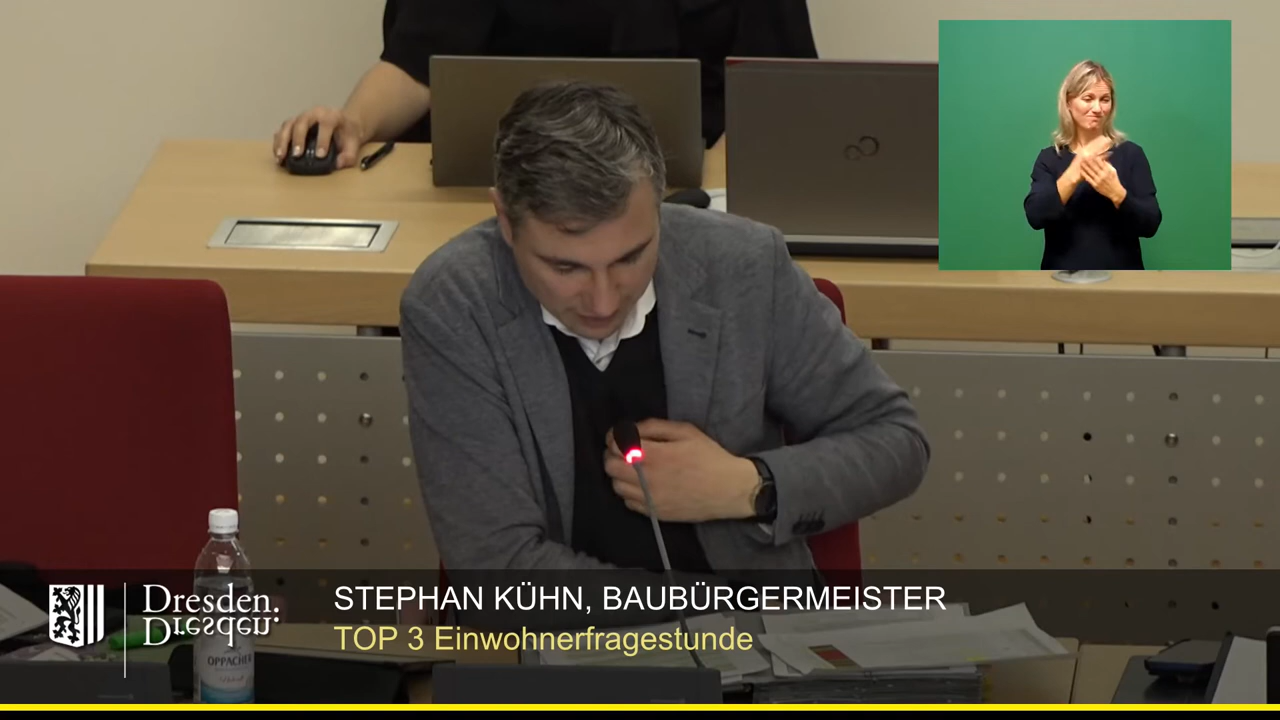 STEPHAN KÜHN, BAUBÜRGERMEISTER
TOP 3 Einwohnerfragestunde
Dresden.
Dresden.
OPPACHER